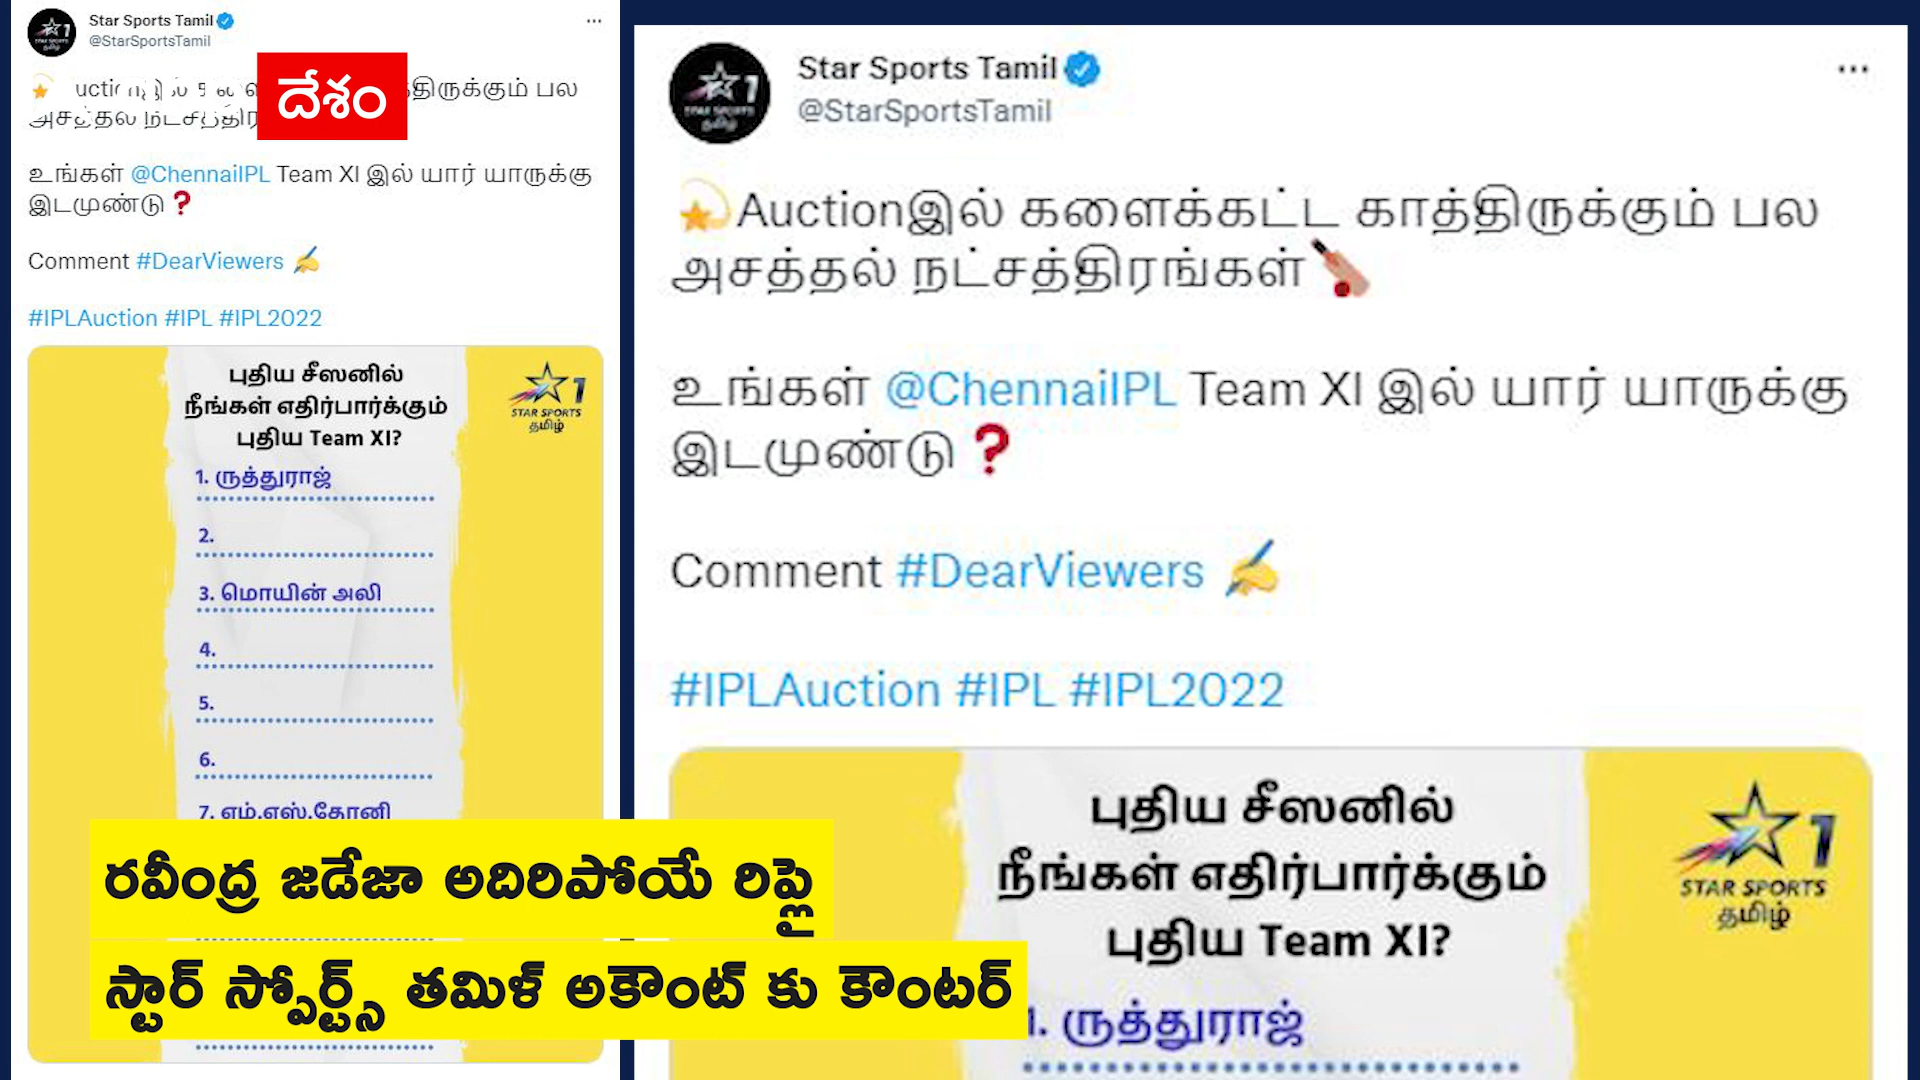 Star Sports Tamil
@StarSportsTamil
த்திருக்கும் பல
దేశం
உங்கள் @ChennaiIPL Team XI இல் யார் யாருக்கு
இடமுண்டு ❓
Comment #DearViewers ✍
#IPLAuction #IPL #IPL2022
புதிய சீஸனில்
நீங்கள் எதிர்பார்க்கும்
புதிய Team XI?
1
STAR SPORTS
தமிழ்
1. ருத்துராஜ்
2.
3. மொயின் அலி
4.
5.
6.
7. எம்.எஸ்.தோனி
రవీంద్ర జడేజా అదిరిపోయే రిప్లై
స్టార్ స్పోర్ట్స్ తమిళ్ అకౌంట్ కు కౌంటర్
Star Sports Tamil
@StarSportsTamil
💫Auctionஇல் களைக்கட்ட காத்திருக்கும் பல
அசத்தல் நட்சத்திரங்கள்🏏
உங்கள் @ChennaiIPL Team XI இல் யார் யாருக்கு
இடமுண்டு ❓
Comment #DearViewers ✍
#IPLAuction #IPL #IPL2022
புதிய சீஸனில்
நீங்கள் எதிர்பார்க்கும்
புதிய Team XI?
1
STAR SPORTS
தமிழ்
1. ருத்துராஜ்